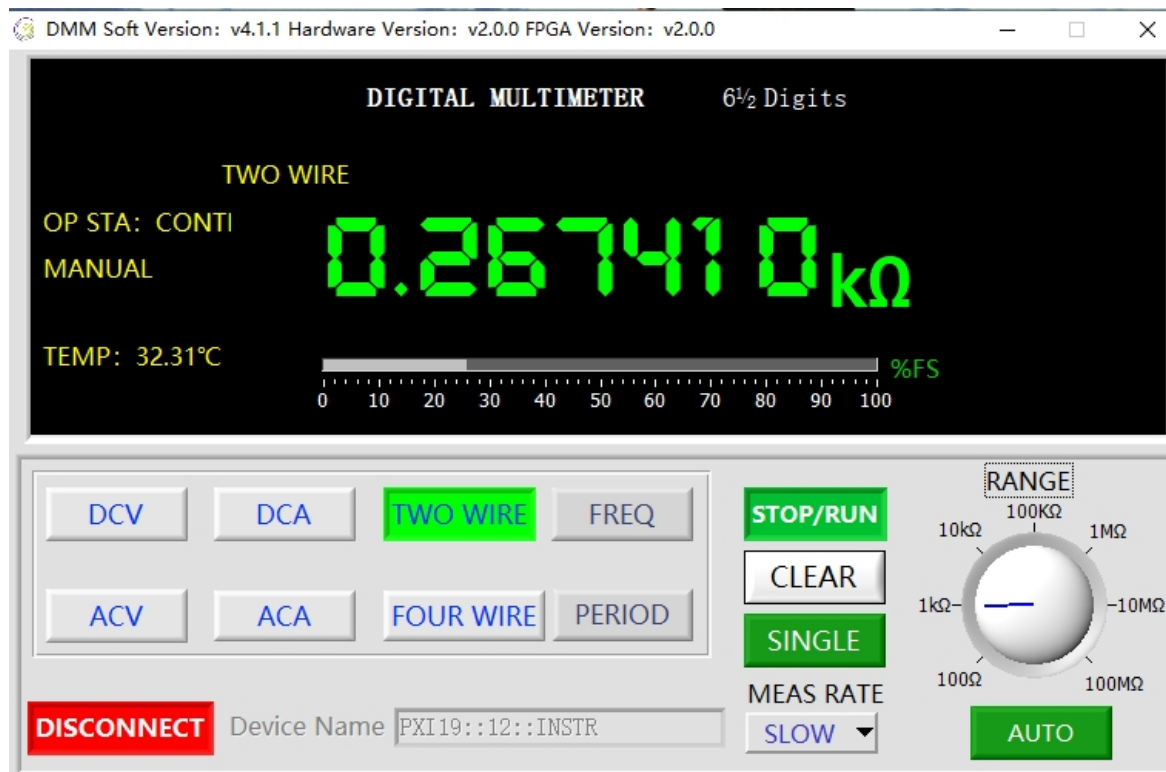 DMM Soft Version: v4.1.1 Hardware Version: v2.0.0 FPGA Version: v2.0.0
DIGITAL MULTIMETER 6½ Digits
TWO WIRE
OP STA: CONTI
MANUAL
0.267410 kΩ
TEMP: 32.31℃
%FS
0 10 20 30 40 50 60 70 80 90 100
DCV DCA TWO WIRE FREQ
ACV ACA FOUR WIRE PERIOD
STOP/RUN
CLEAR
SINGLE
MEAS RATE
SLOW
RANGE
100KΩ
10kΩ 1MΩ
1kΩ 10MΩ
100Ω 100MΩ
AUTO
DISCONNECT Device Name PXI19::12::INSTR